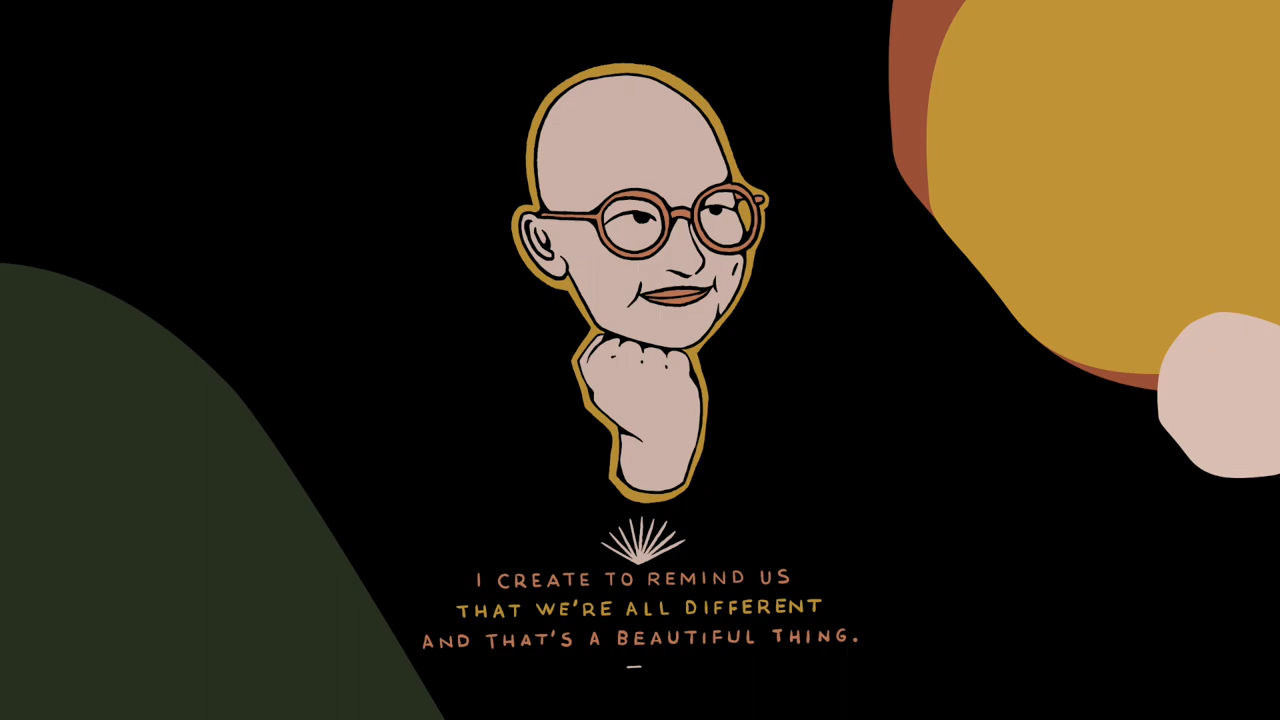 I CREATE TO REMIND US
THAT WE'RE ALL DIFFERENT
AND THAT'S A BEAUTIFUL THING.
—